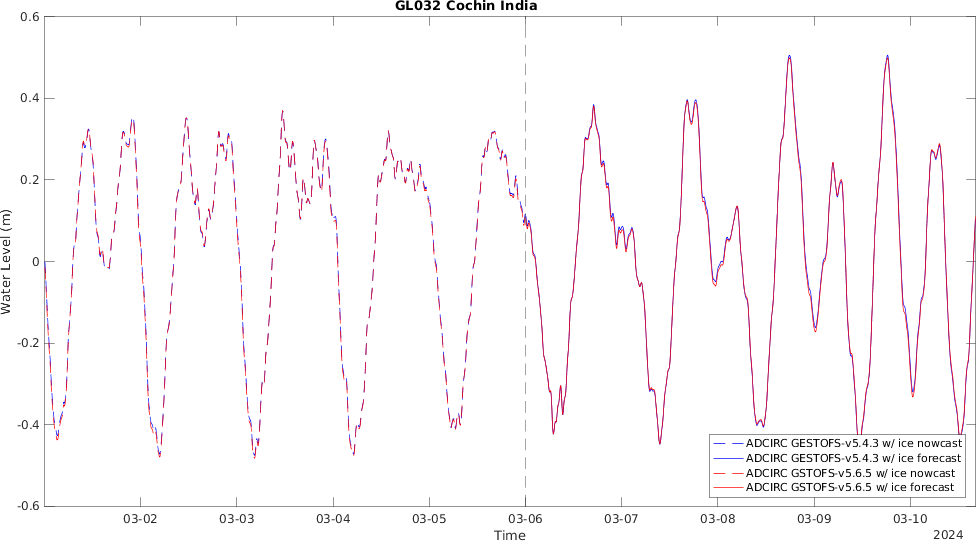 GL032 Cochin India
0.6
0.4
0.2
0
-0.2
-0.4
-0.6
Water Level (m)
03-02 03-03 03-04 03-05 03-06 03-07 03-08 03-09 03-10
Time
2024
ADCIRC GESTOFS-v5.4.3 w/ ice nowcast
ADCIRC GESTOFS-v5.4.3 w/ ice forecast
ADCIRC GSTOFS-v5.6.5 w/ ice nowcast
ADCIRC GSTOFS-v5.6.5 w/ ice forecast